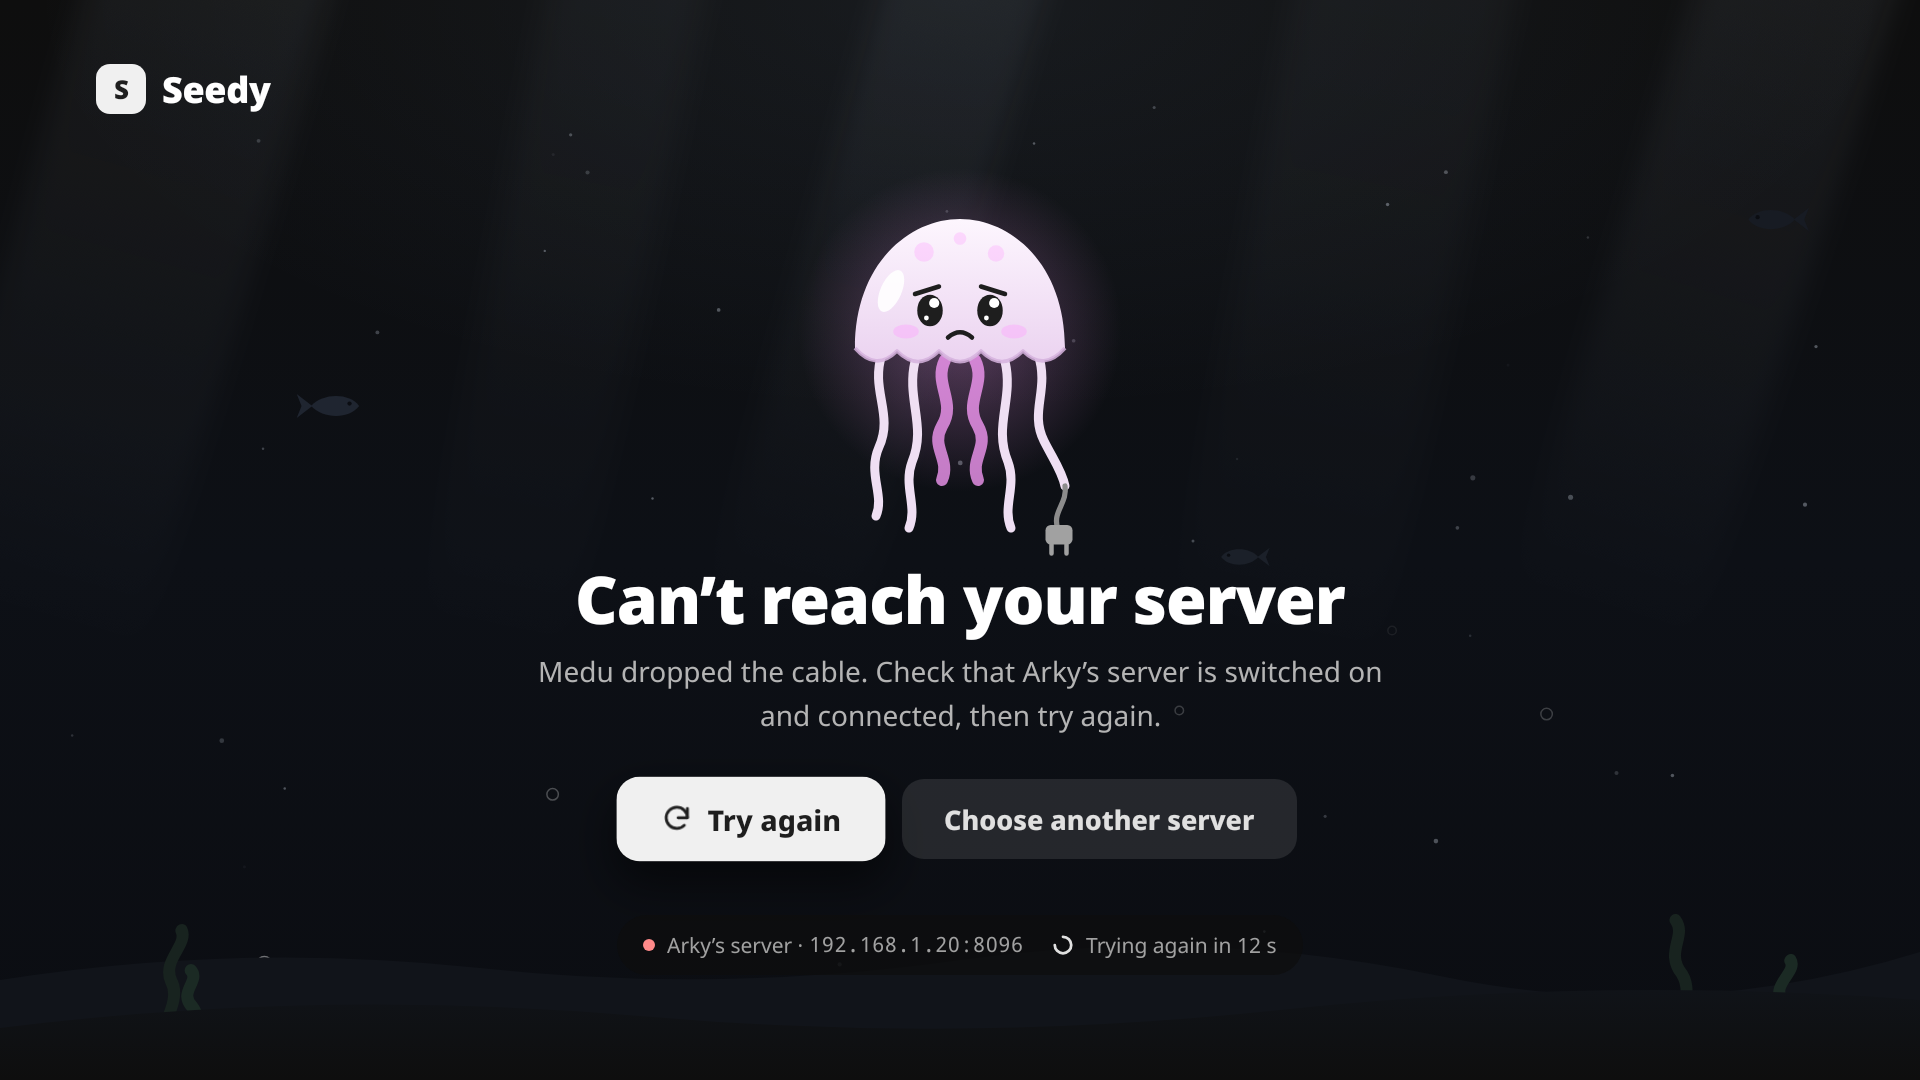 S Seedy
Can’t reach your server
Medu dropped the cable. Check that Arky’s server is switched on
and connected, then try again.
Try again
Choose another server
Arky’s server · 192.168.1.20:8096
Trying again in 12 s